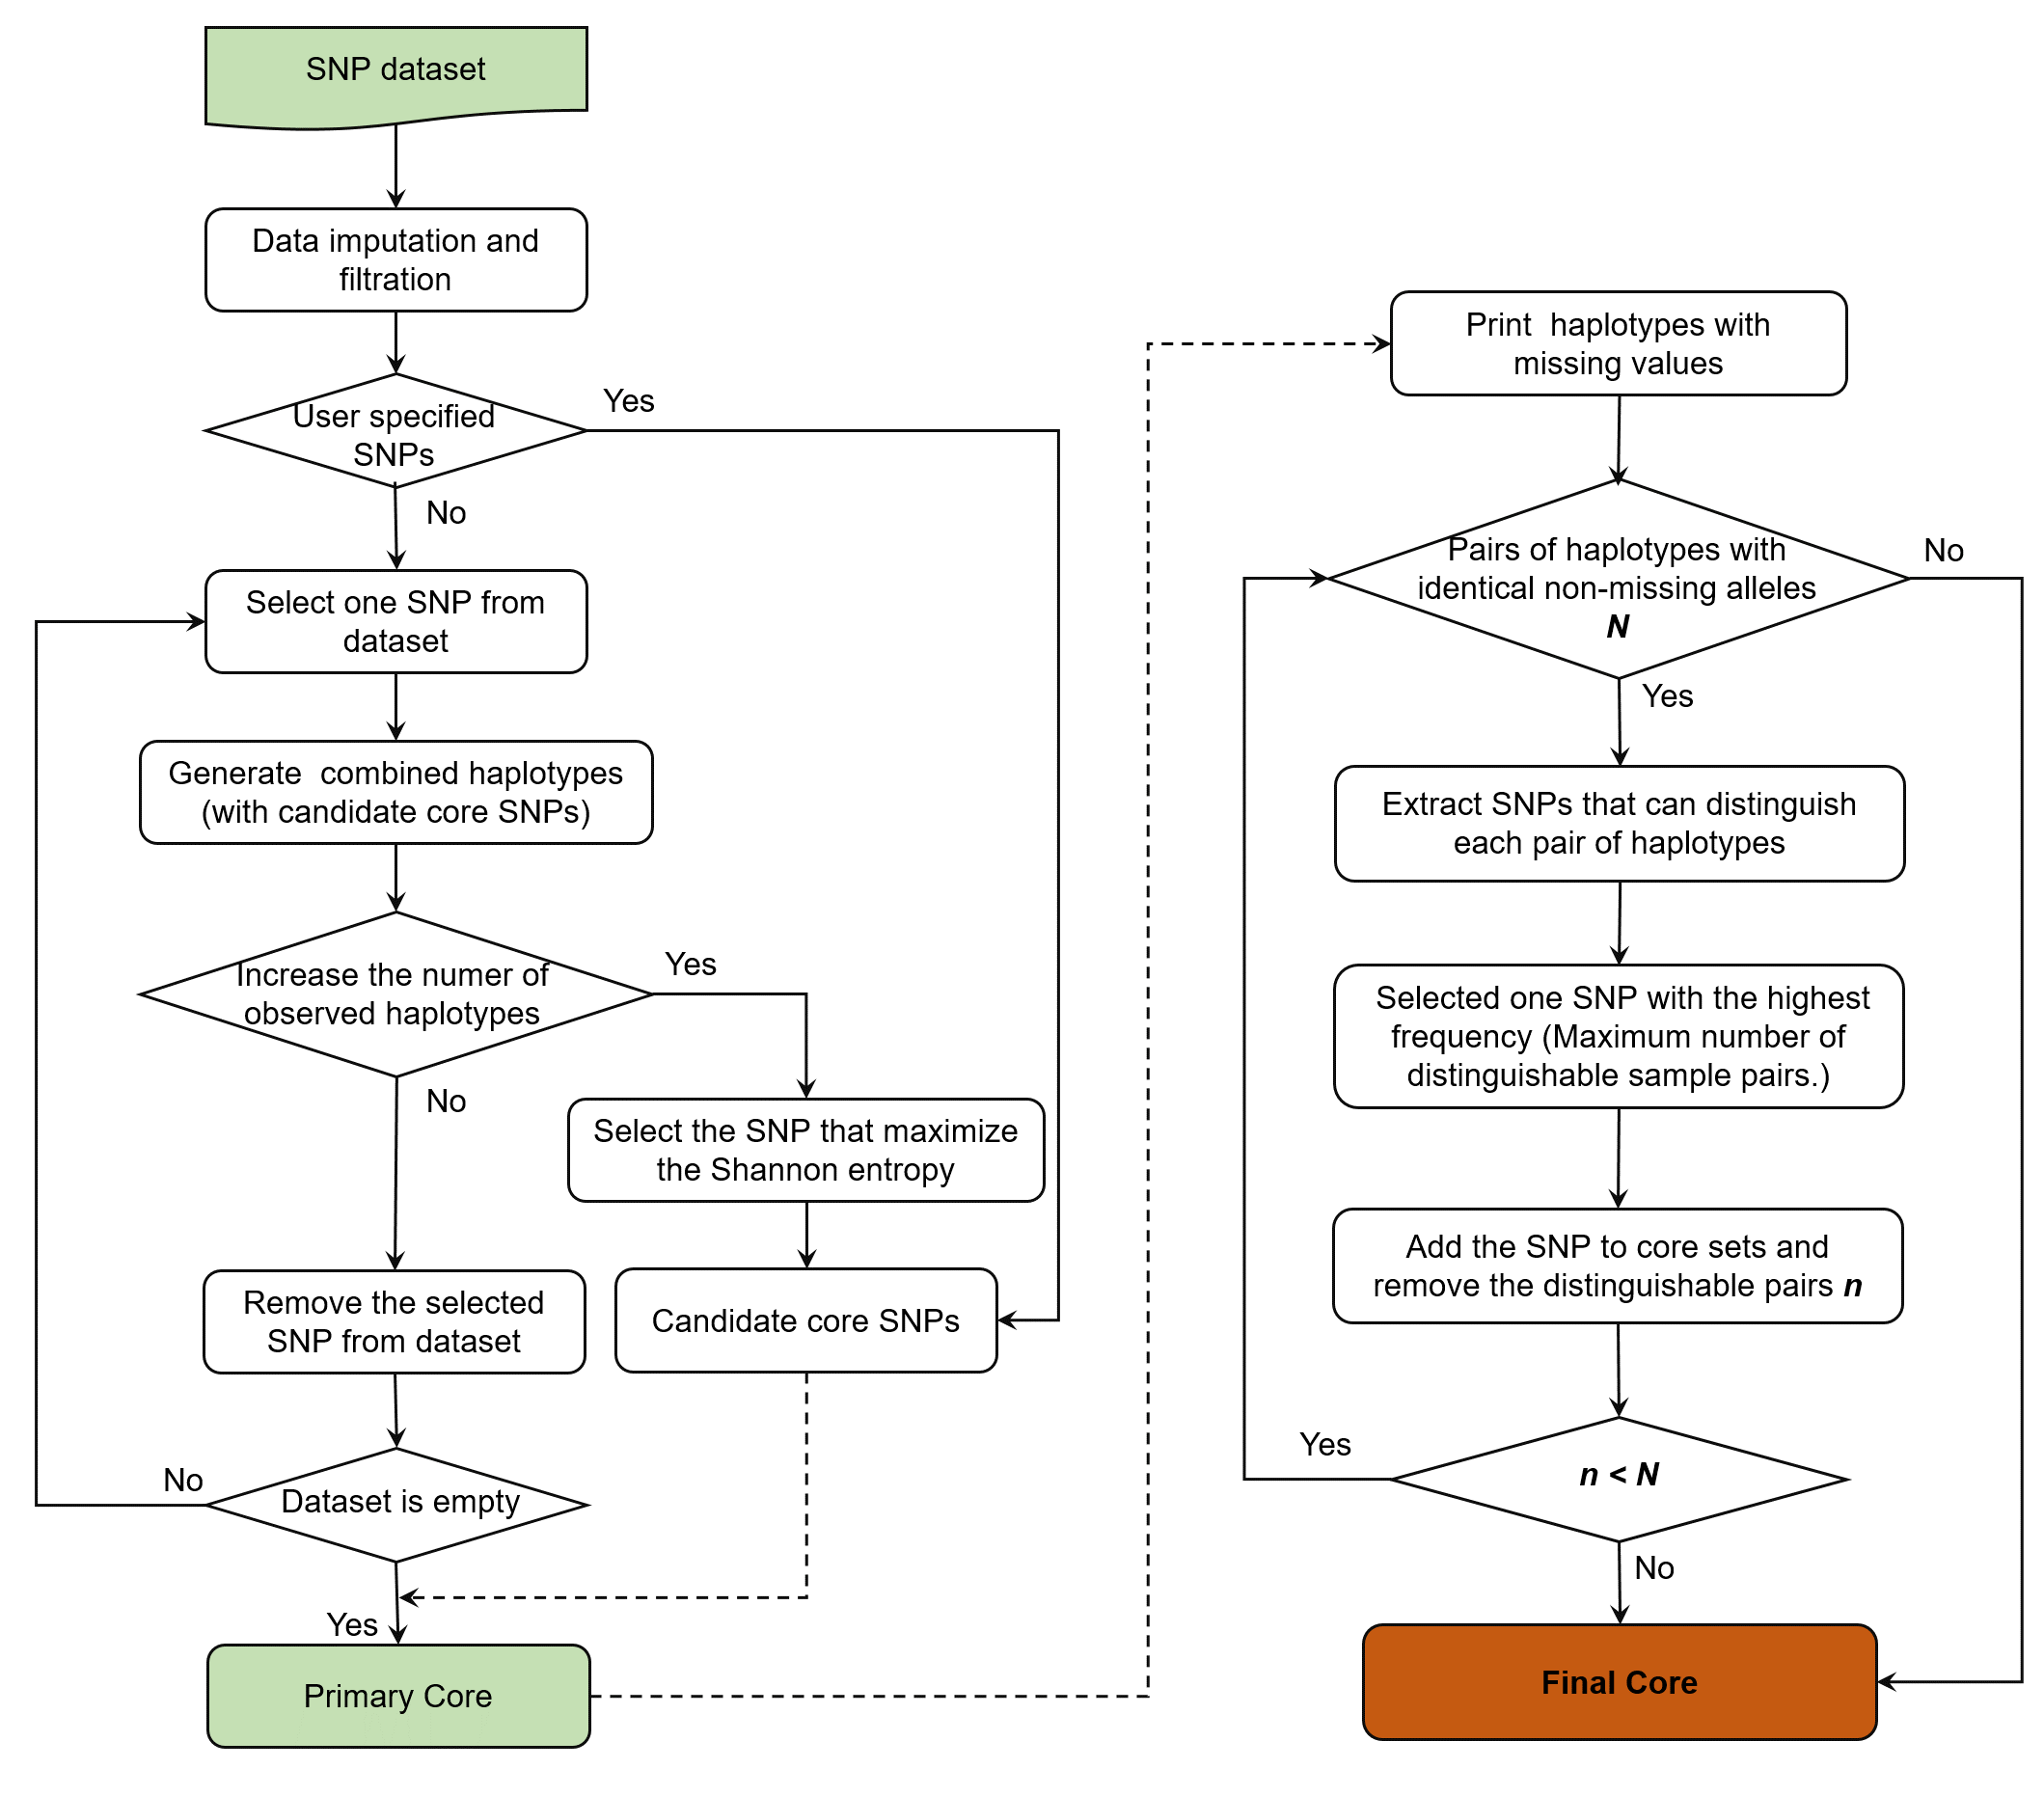 SNP dataset
Data imputation and
filtration
User specified
SNPs
Yes
No
Select one SNP from
dataset
Generate combined haplotypes
(with candidate core SNPs)
Increase the numer of
observed haplotypes
Yes
No
Select the SNP that maximize
the Shannon entropy
Remove the selected
SNP from dataset
Candidate core SNPs
No
Dataset is empty
Yes
Primary Core
Print haplotypes with
missing values
Pairs of haplotypes with
identical non-missing alleles
N
No
Yes
Extract SNPs that can distinguish
each pair of haplotypes
Selected one SNP with the highest
frequency (Maximum number of
distinguishable sample pairs.)
Add the SNP to core sets and
remove the distinguishable pairs n
Yes
n < N
No
Final Core